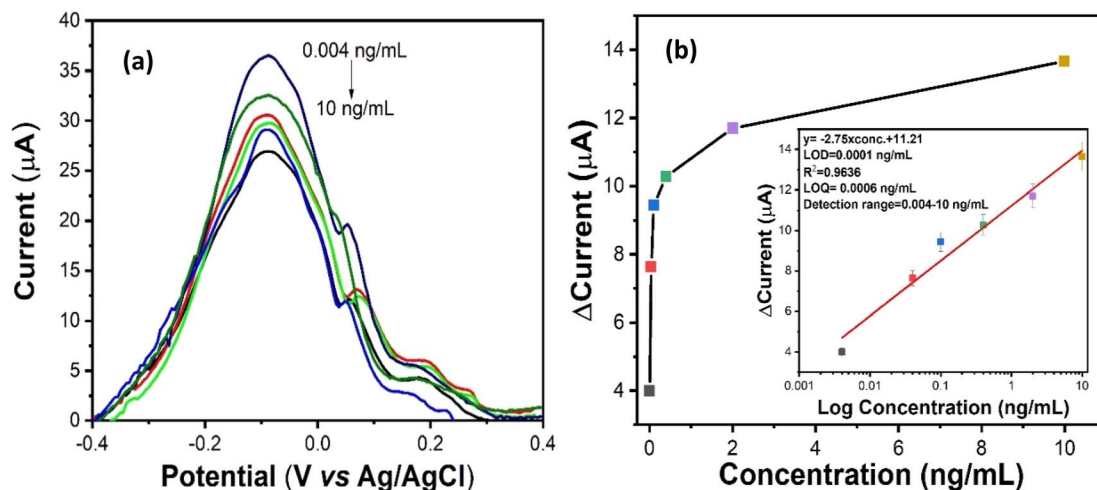 (a)
0.004 ng/mL
10 ng/mL
40
35
30
25
20
15
10
5
0
Current (μA)
-0.4
-0.2
0.0
0.2
0.4
Potential (V vs Ag/AgCl)
(b)
14
12
10
8
6
4
ΔCurrent (μA)
0
2
4
6
8
10
Concentration (ng/mL)
y= -2.75xconc.+11.21
LOD=0.0001 ng/mL
R²=0.9636
LOQ= 0.0006 ng/mL
Detection range=0.004-10 ng/mL
14
12
10
8
6
4
ΔCurrent (μA)
0.001
0.01
0.1
1
10
Log Concentration (ng/mL)